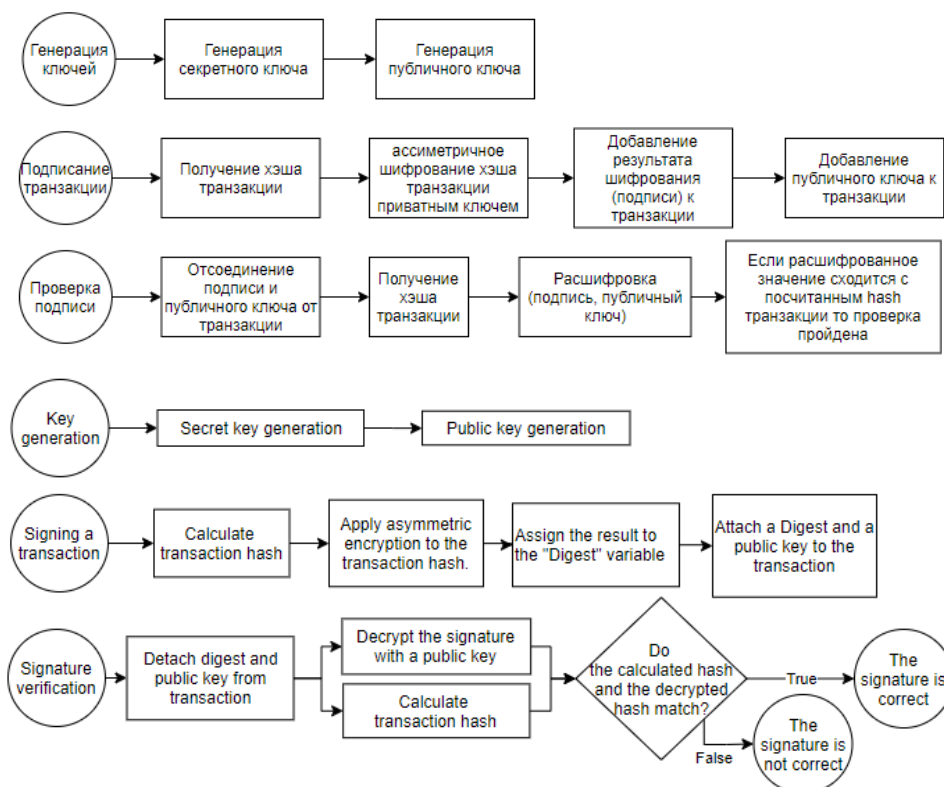 Генерация
ключей
Генерация
секретного ключа
Генерация
публичного ключа
Подписание
транзакции
Получение хэша
транзакции
ассиметричное
шифрование хэша
транзакции
приватным ключем
Добавление
результата
шифрования
(подписи) к
транзакции
Добавление
публичного ключа к
транзакции
Проверка
подписи
Отсоединение
подписи и
публичного ключа от
транзакции
Получение
хэша
транзакции
Расшифровка
(подпись, публичный
ключ)
Если расшифрованное
значение сходится с
посчитанным hash
транзакции то проверка
пройдена
Key
generation
Secret key generation
Public key generation
Signing a
transaction
Calculate
transaction hash
Apply asymmetric
encryption to the
transaction hash.
Assign the result to
the "Digest" variable
Attach a Digest and a
public key to the
transaction
Signature
verification
Detach digest and
public key from
transaction
Decrypt the signature
with a public key
Calculate
transaction hash
Do
the calculated hash
and the decrypted
hash match?
True
The
signature is
correct
False
The
signature is
not correct